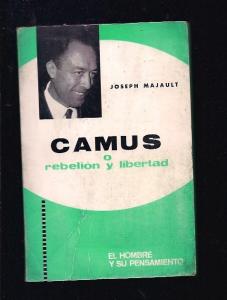 JOSEPH MAJAULT
CAMUS
o
rebelión y libertad
EL HOMBRE
Y SU PENSAMIENTO